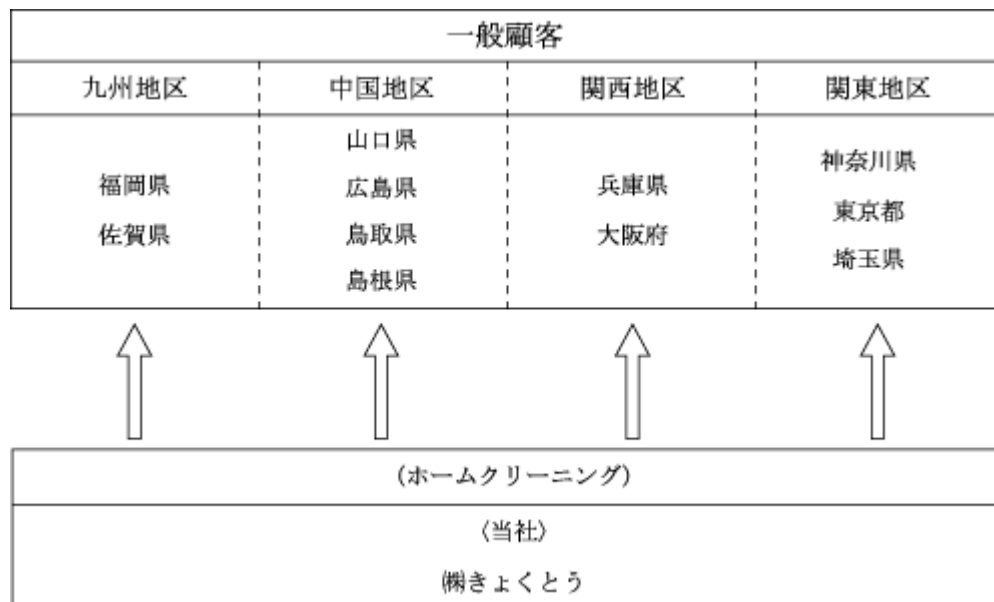 一般顧客
九州地区
中国地区
関西地区
関東地区
福岡県
佐賀県
山口県
広島県
鳥取県
島根県
兵庫県
大阪府
神奈川県
東京都
埼玉県
(ホームクリーニング)
〈当社〉
㈱きょくとう